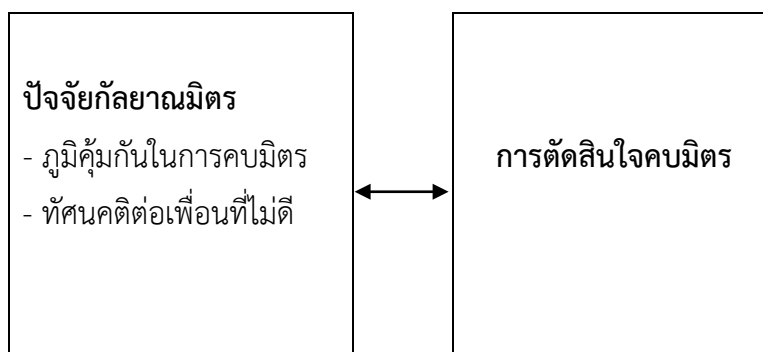 ปัจจัยกัลยาณมิตร
- ภูมิคุ้มกันในการคบมิตร
- ทัศนคติต่อเพื่อนที่ไม่ดี
การตัดสินใจคบมิตร